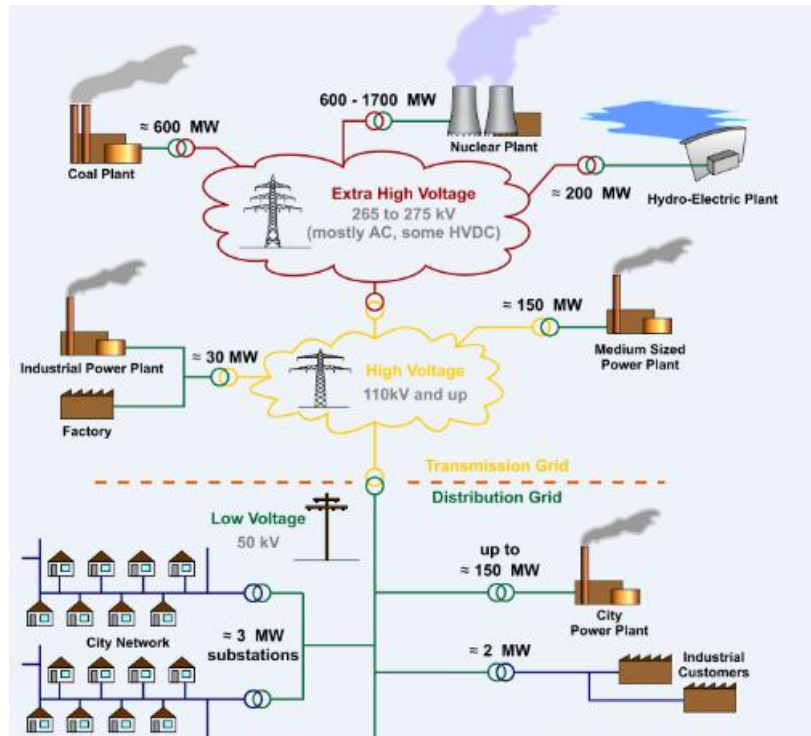 600 - 1700 MW
≈ 600 MW
Nuclear Plant
Coal Plant
≈ 200 MW
Hydro-Electric Plant
Extra High Voltage
265 to 275 kV
(mostly AC, some HVDC)
≈ 150 MW
Medium Sized
Power Plant
≈ 30 MW
Industrial Power Plant
High Voltage
110kV and up
Factory
Transmission Grid
Distribution Grid
Low Voltage
50 kV
up to
≈ 150 MW
City
Power Plant
City Network
≈ 3 MW
substations
≈ 2 MW
Industrial
Customers